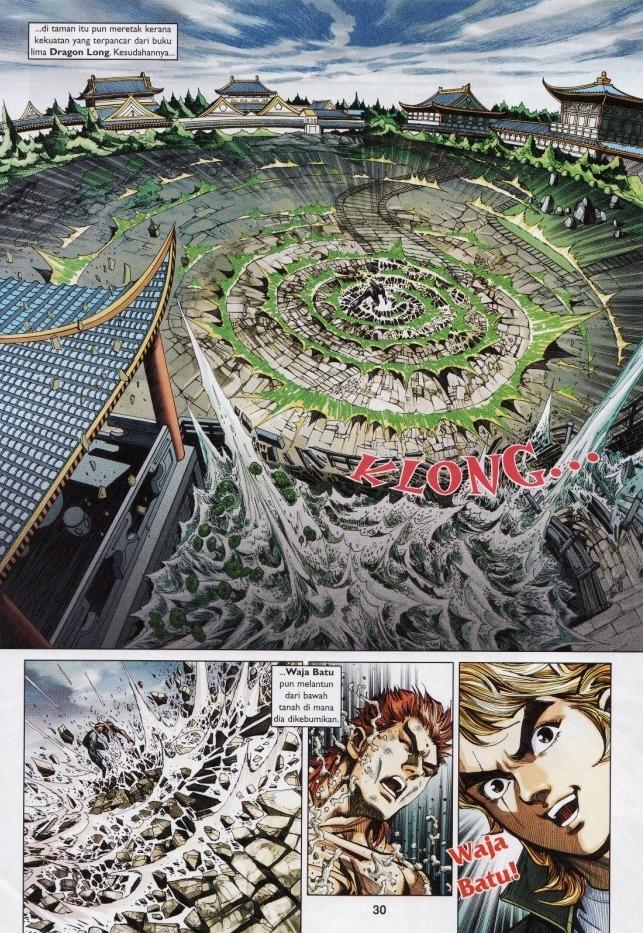 ...di taman itu pun meretak kerana
kekuatan yang terpancar dari buku
lima Dragon Long. Kesudahannya...
KLONG...
...Waja Batu
pun melantun
dari bawah
tanah di mana
dia dikebumikan.
Waja
Batu!
30